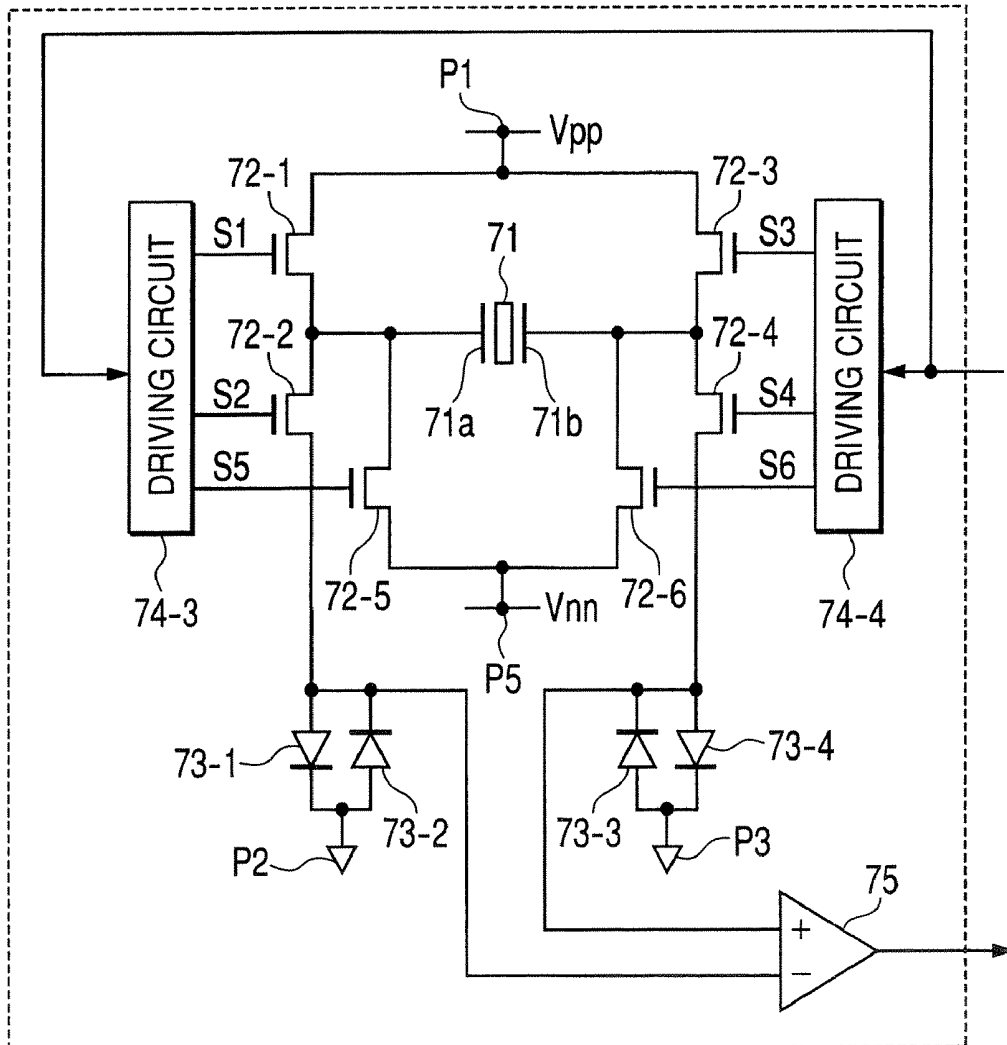 P1
Vpp
72-1
72-3
S1
71
S3
DRIVING CIRCUIT
DRIVING CIRCUIT
72-2
72-4
S2
71a
71b
S4
S5
S6
72-5
Vnn
72-6
74-3
74-4
P5
73-1
73-4
73-2
73-3
P2
P3
75
+
−